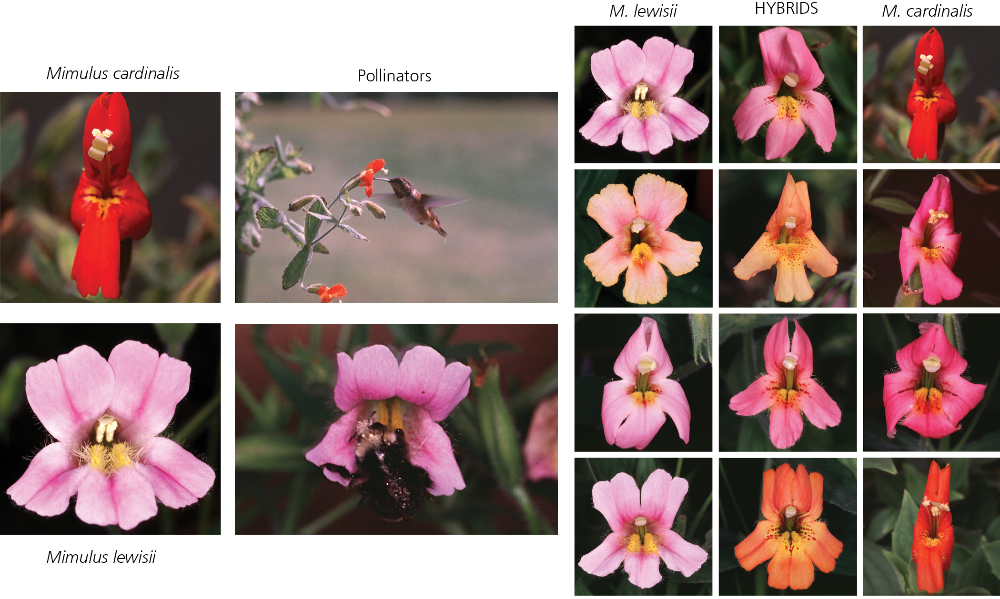 Mimulus cardinalis
Pollinators
Mimulus lewisii
M. lewisii
HYBRIDS
M. cardinalis